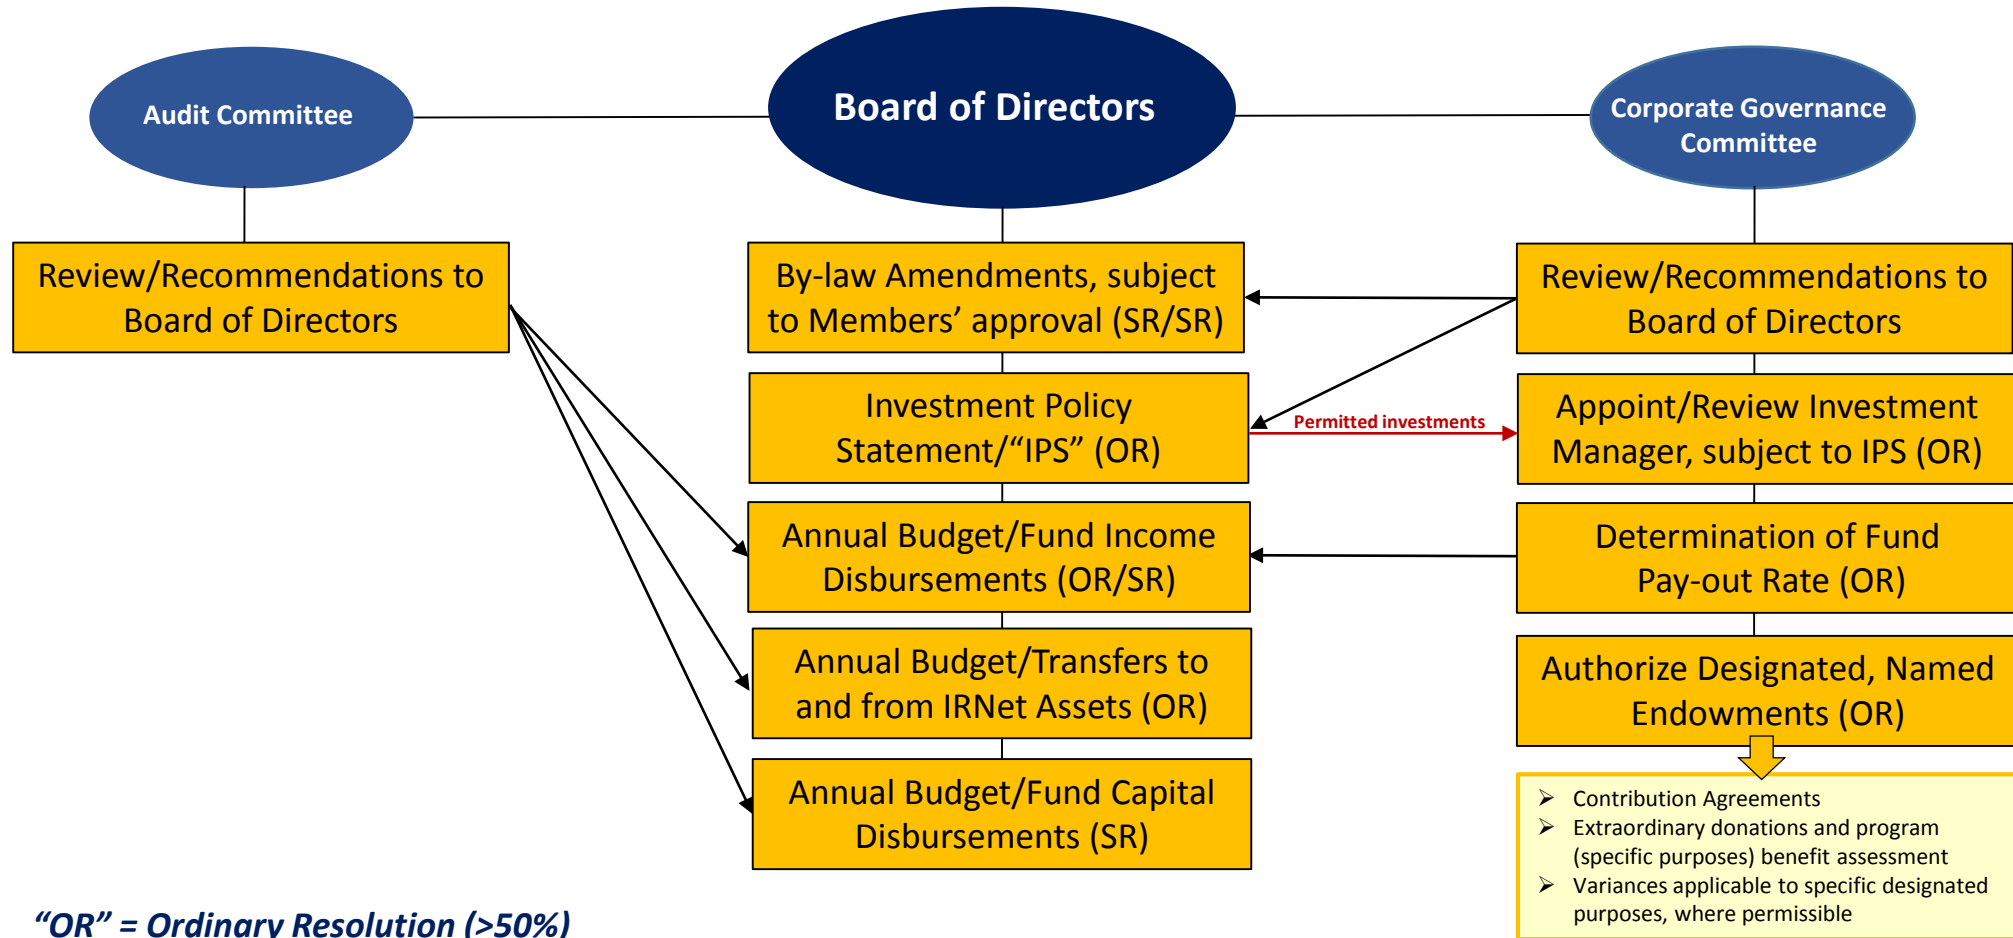 Audit Committee
Board of Directors
Corporate Governance
Committee
Review/Recommendations to
Board of Directors
By-law Amendments, subject
to Members’ approval (SR/SR)
Review/Recommendations to
Board of Directors
Investment Policy
Statement/“IPS” (OR)
Permitted investments
Appoint/Review Investment
Manager, subject to IPS (OR)
Annual Budget/Fund Income
Disbursements (OR/SR)
Determination of Fund
Pay-out Rate (OR)
Annual Budget/Transfers to
and from IRNet Assets (OR)
Authorize Designated, Named
Endowments (OR)
Annual Budget/Fund Capital
Disbursements (SR)
➢ Contribution Agreements
➢ Extraordinary donations and program
(specific purposes) benefit assessment
➢ Variances applicable to specific designated
purposes, where permissible
“OR” = Ordinary Resolution (>50%)